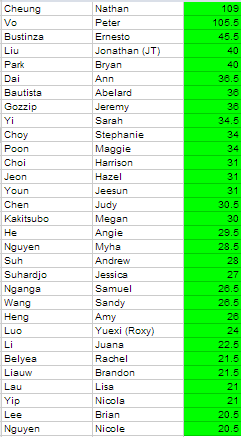 Cheung Nathan 109
Vo Peter 105.5
Bustinza Ernesto 45.5
Liu Jonathan (JT) 40
Park Bryan 40
Dai Ann 36.5
Bautista Abelard 36
Gozzip Jeremy 36
Yi Sarah 34.5
Choy Stephanie 34
Poon Maggie 34
Choi Harrison 31
Jeon Hazel 31
Youn Jeesun 31
Chen Judy 30.5
Kakitsubo Megan 30
He Angie 29.5
Nguyen Myha 28.5
Suh Andrew 28
Suhardjo Jessica 27
Nganga Samuel 26.5
Wang Sandy 26.5
Heng Amy 26
Luo Yuexi (Roxy) 24
Li Juana 22.5
Belyea Rachel 21.5
Liauw Brandon 21.5
Lau Lisa 21
Yip Nicola 21
Lee Brian 20.5
Nguyen Nicole 20.5